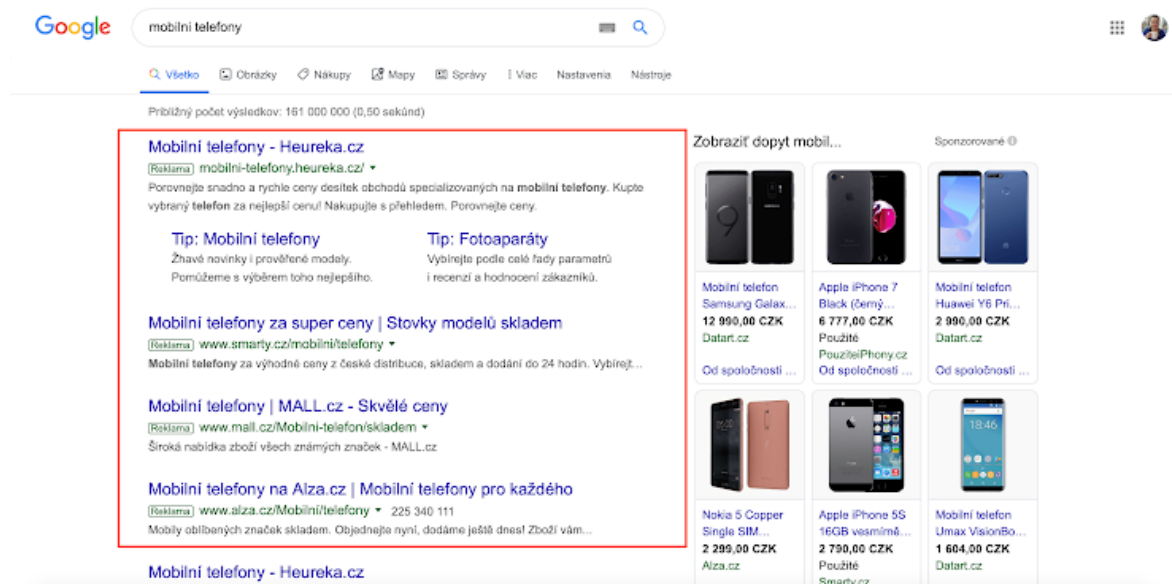 Google
mobilni telefony
Všetko
Obrázky
Nákupy
Mapy
Správy
Viac
Nastavenia
Nástroje
Približný počet výsledkov: 161 000 000 (0,50 sekúnd)
Mobilní telefony - Heureka.cz
Reklama mobilni-telefony.heureka.cz/
Porovnejte snadno a rychle ceny desítek obchodů specializovaných na mobilní telefony. Kupte
vybraný telefon za nejlepší cenu! Nakupujte s přehledem. Porovnejte ceny.
Tip: Mobilní telefony
Žhavé novinky i prověřené modely.
Pomůžeme s výběrem toho nejlepšího.
Tip: Fotoaparáty
Vybírejte podle celé řady parametrů
i recenzí a hodnocení zákazníků.
Mobilní telefony za super ceny | Stovky modelů skladem
Reklama www.smarty.cz/mobilni/telefony
Mobilní telefony za výhodné ceny z české distribuce, skladem a dodání do 24 hodin. Vybírejt...
Mobilní telefony | MALL.cz - Skvělé ceny
Reklama www.mall.cz/Mobilni-telefon/skladem
Široká nabídka zboží všech známých značek - MALL.cz
Mobilní telefony na Alza.cz | Mobilní telefony pro každého
Reklama www.alza.cz/Mobilní/telefony 225 340 111
Mobily oblíbených značek skladem. Objednejte nyní, dodáme ještě dnes! Zboží vám...
Mobilní telefony - Heureka.cz
Zobraziť dopyt mobil...
Sponzorované
Mobilní telefon
Samsung Galax...
12 990,00 CZK
Datart.cz
Od spoločnosti ...
Apple iPhone 7
Black (černý...
6 777,00 CZK
Použité
PouziteiPhony.cz
Od spoločnosti ...
Mobilní telefon
Huawei Y6 Pri...
2 990,00 CZK
Datart.cz
Od spoločnosti ...
18:46
Nokia 5 Copper
Single SIM...
2 299,00 CZK
Alza.cz
Apple iPhone 5S
16GB vesmírně...
2 790,00 CZK
Použité
Smarty.cz
Mobilní telefon
Umax VisionBo...
1 604,00 CZK
Datart.cz